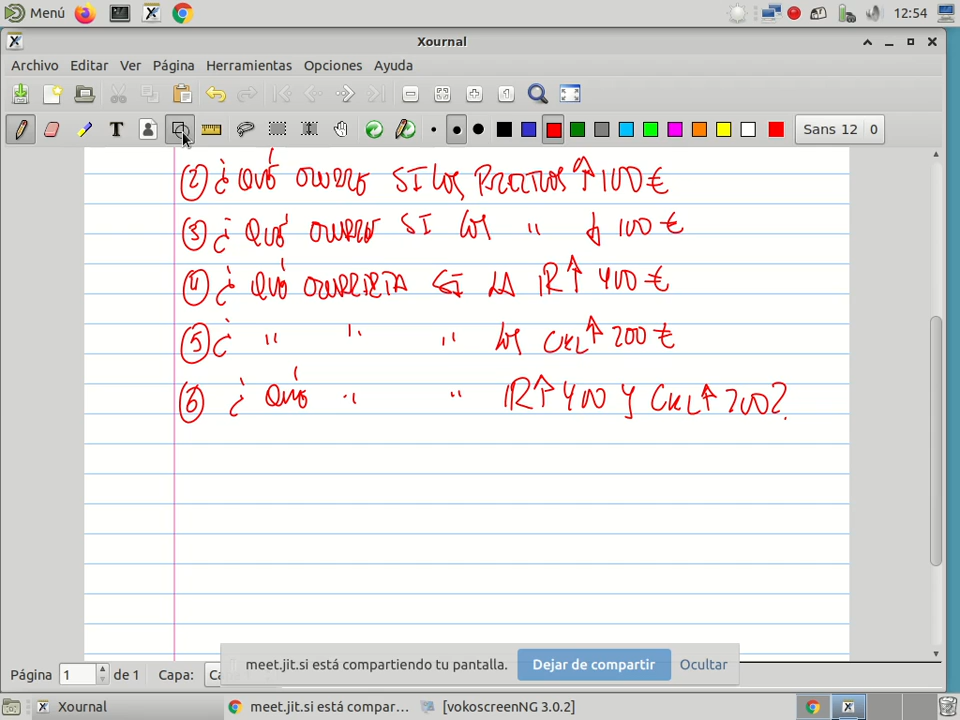 Menú 12:54
Xournal
Archivo Editar Ver Página Herramientas Opciones Ayuda
Sans 12 0
② ¿QUÉ OCURRE SI LOS PRECIOS ↑ 100 €
③ ¿QUÉ OCURRE SI LOS " ↓ 100 €
④ ¿QUÉ OCURRIRÍA SI LA IR ↑ 400 €
⑤ ¿ " " " LOS CKL ↑ 200 €
⑥ ¿QUÉ " " IR ↑ 400 Y CKL ↑ 200?
meet.jit.si está compartiendo tu pantalla. Dejar de compartir Ocultar
Página 1 de 1 Capa: Ca
Xournal meet.jit.si está compar... [vokoscreenNG 3.0.2]